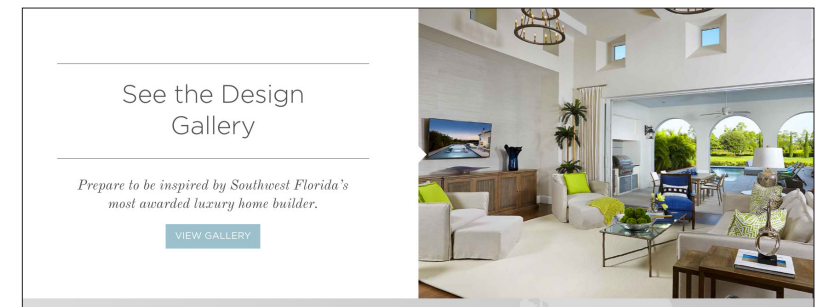 See the Design
Gallery
Prepare to be inspired by Southwest Florida's
most awarded luxury home builder.
VIEW GALLERY